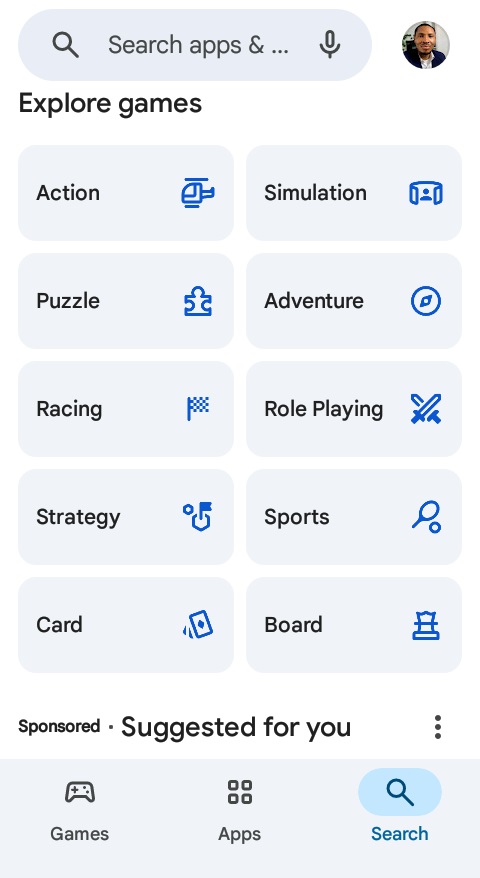 Search apps & ...
Explore games
Action
Simulation
Puzzle
Adventure
Racing
Role Playing
Strategy
Sports
Card
Board
Sponsored · Suggested for you
Games
Apps
Search